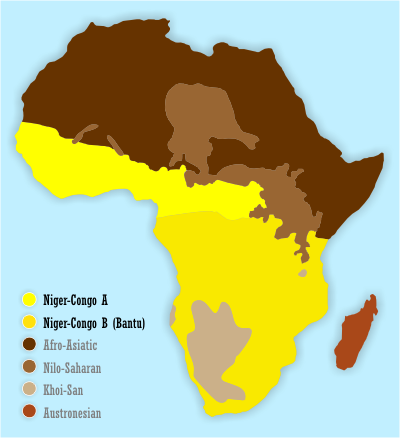 Niger-Congo A
Niger-Congo B (Bantu)
Afro-Asiatic
Nilo-Saharan
Khoi-San
Austronesian